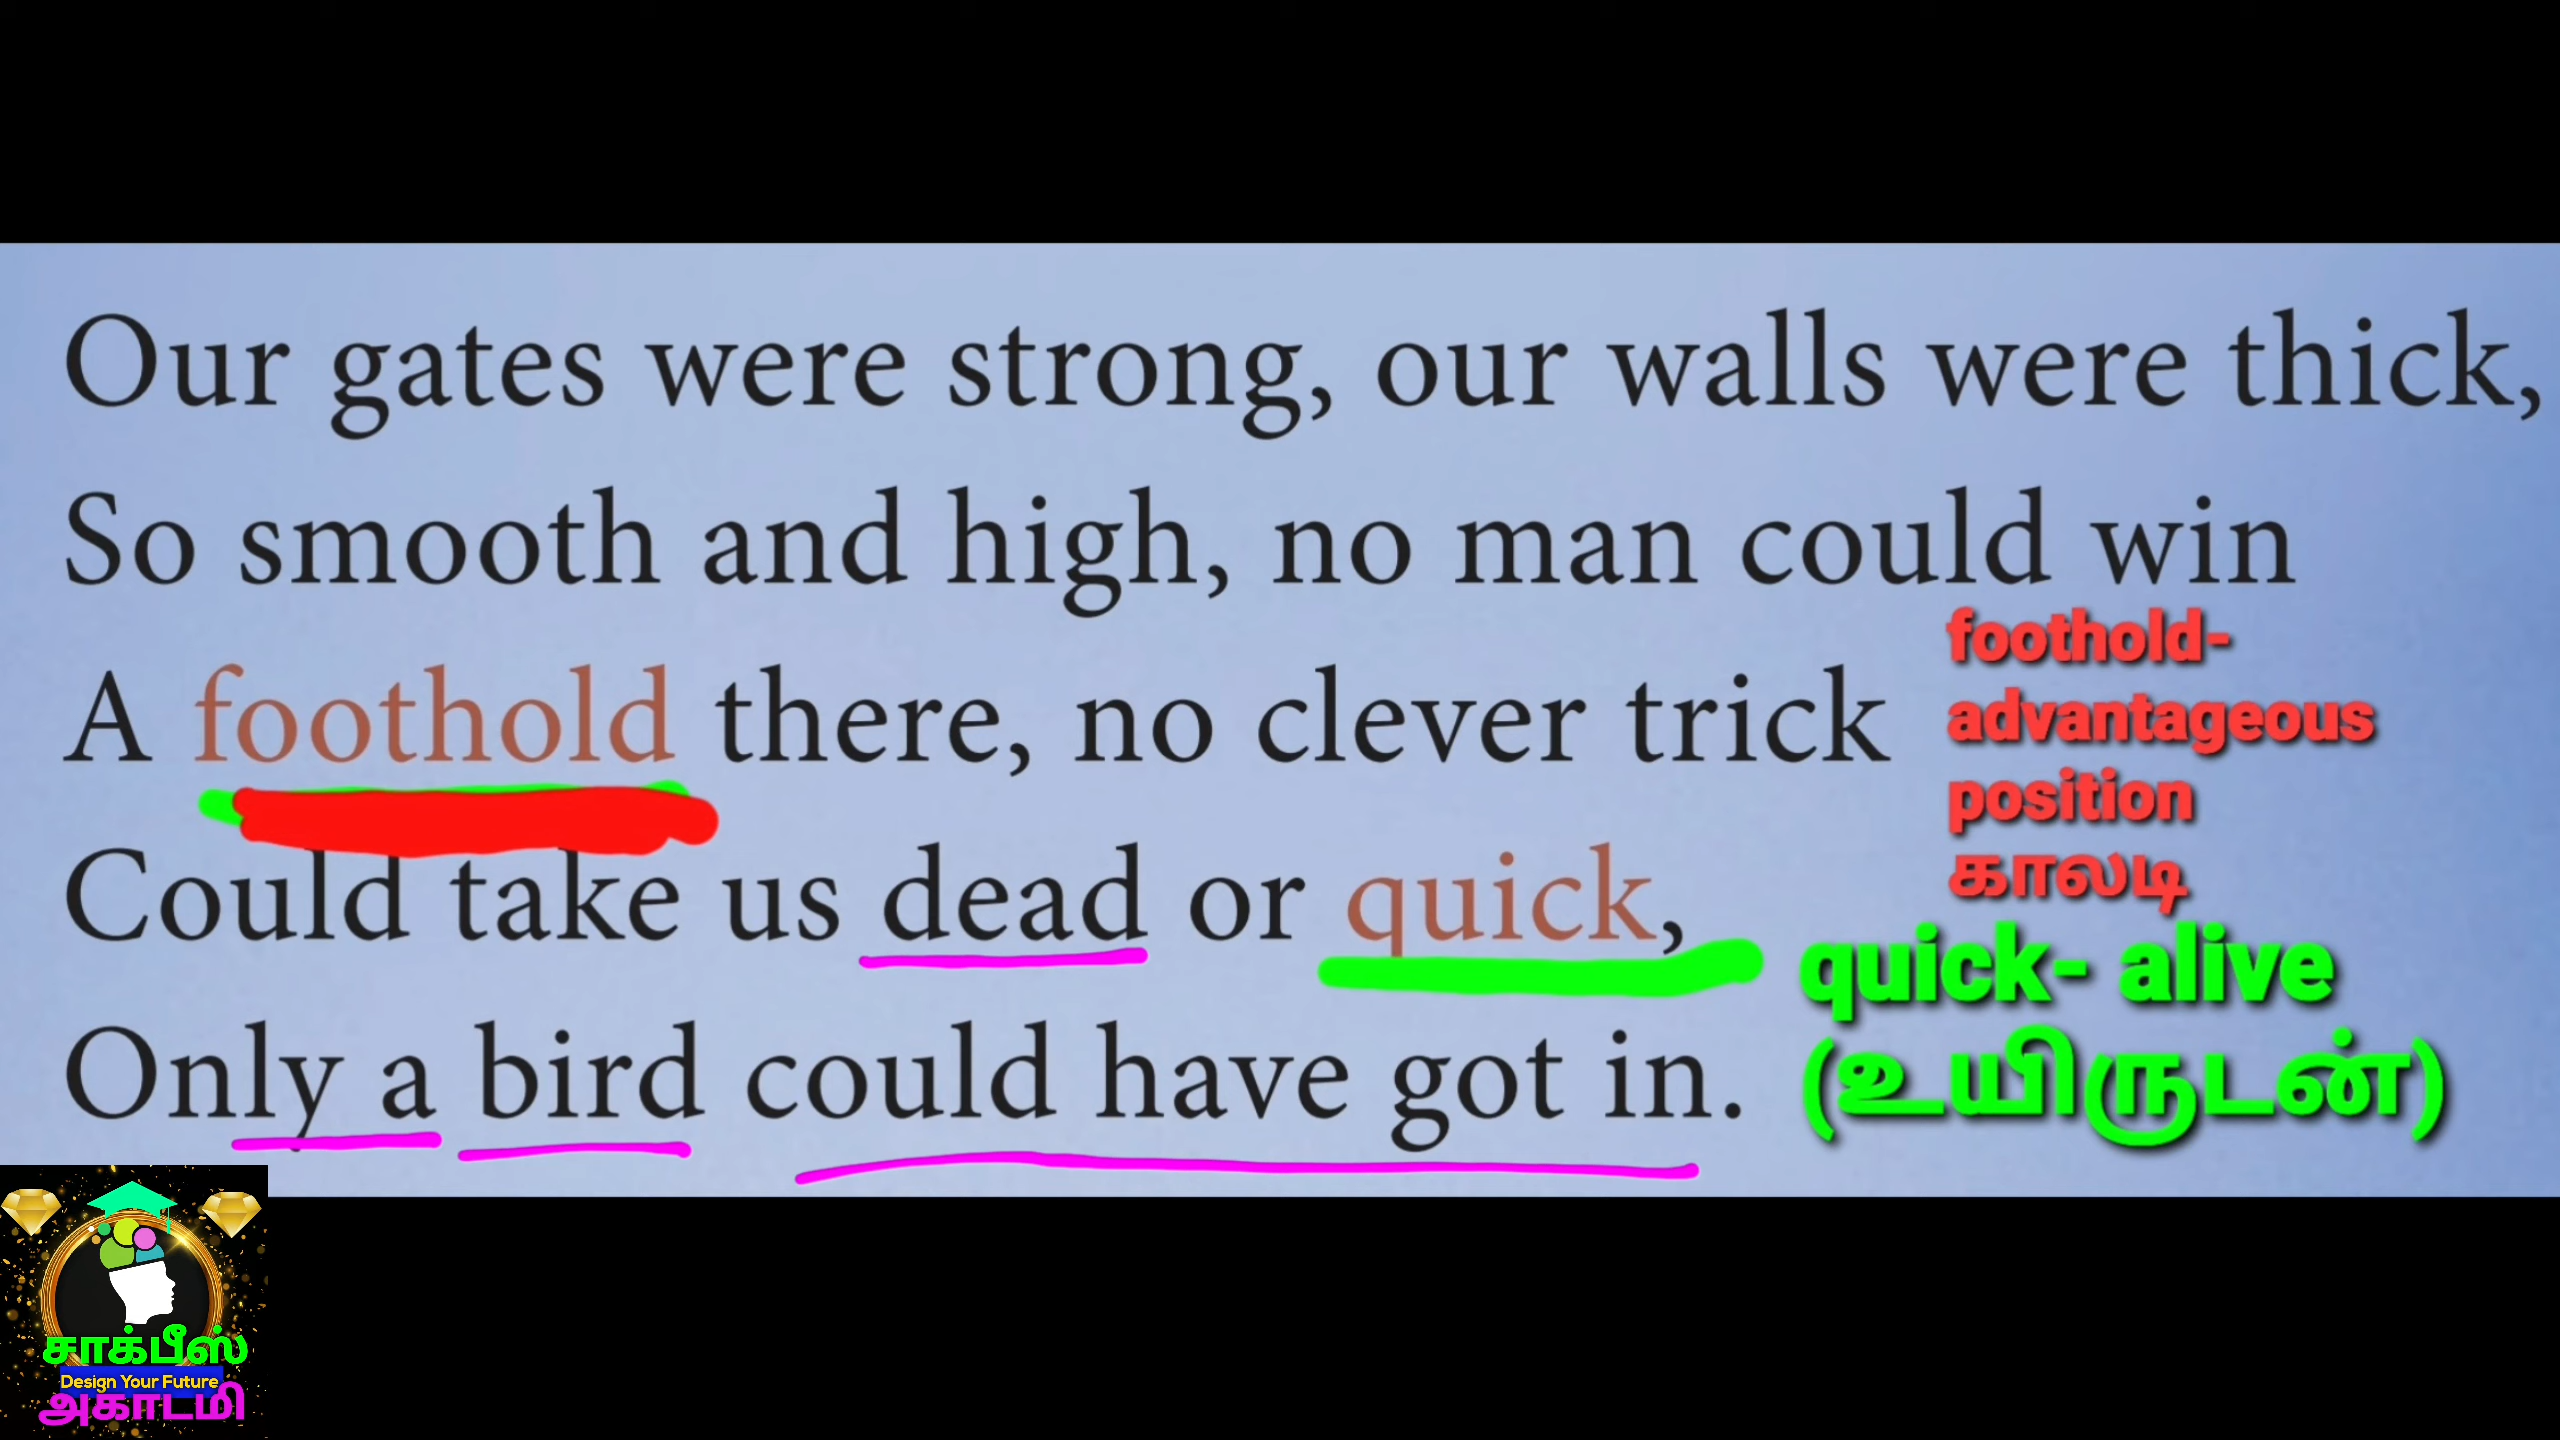 Our gates were strong, our walls were thick,
So smooth and high, no man could win
A foothold there, no clever trick
Could take us dead or quick,
Only a bird could have got in.
foothold-
advantageous
position
காலடி
quick- alive
(உயிருடன்)
சாக்பீஸ்
Design Your Future
அகாடமி